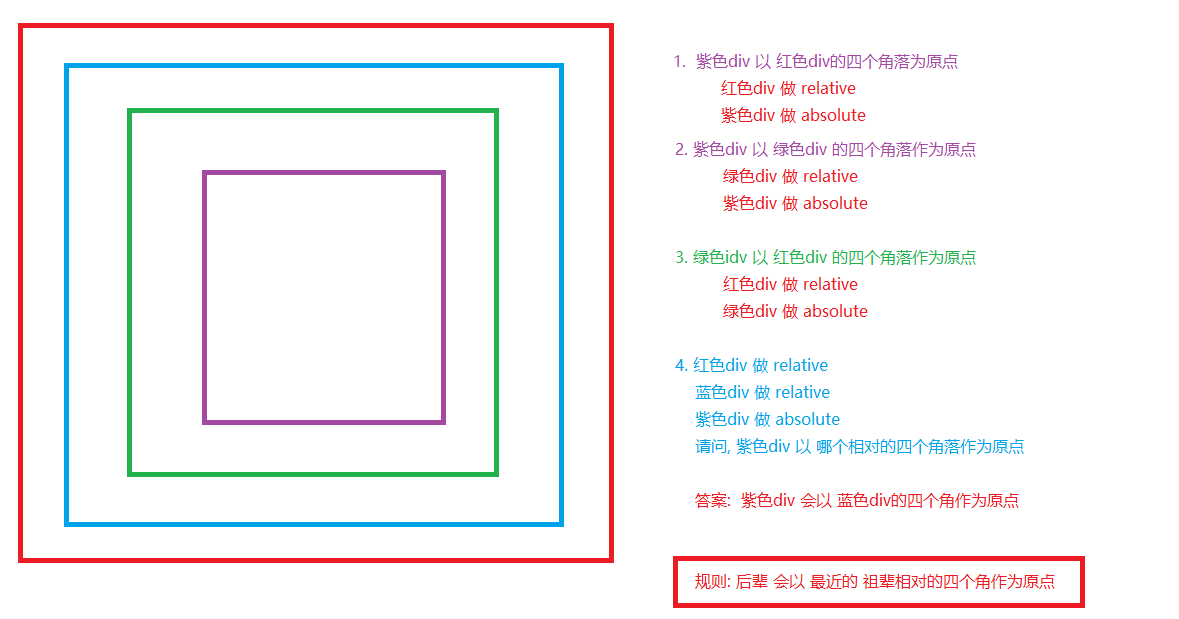 1. 紫色div 以 红色div的四个角落为原点
红色div 做 relative
紫色div 做 absolute
2. 紫色div 以 绿色div 的四个角落作为原点
绿色div 做 relative
紫色div 做 absolute
3. 绿色idv 以 红色div 的四个角落作为原点
红色div 做 relative
绿色div 做 absolute
4. 红色div 做 relative
蓝色div 做 relative
紫色div 做 absolute
请问, 紫色div 以 哪个相对的四个角落作为原点
答案: 紫色div 会以 蓝色div的四个角作为原点
规则: 后辈 会以 最近的 祖辈相对的四个角作为原点